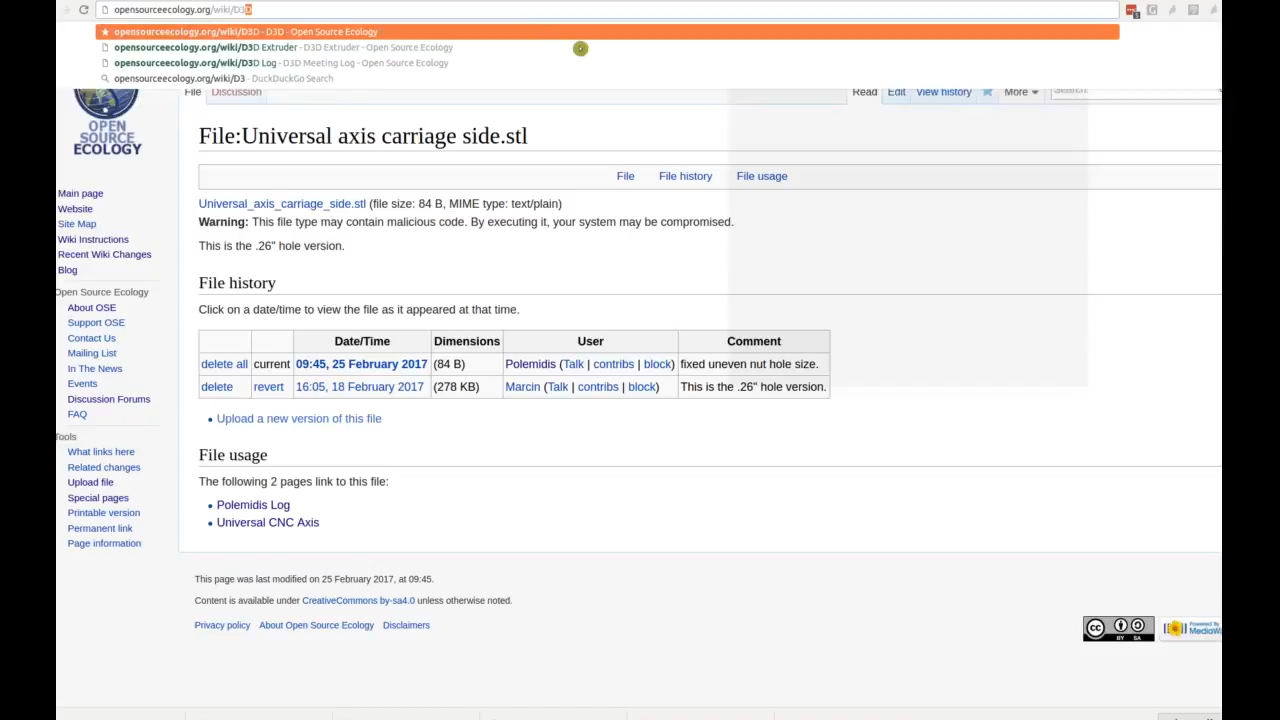 opensourceecology.org/wiki/D3D
opensourceecology.org/wiki/D3D - D3D - Open Source Ecology
opensourceecology.org/wiki/D3D Extruder - D3D Extruder - Open Source Ecology
opensourceecology.org/wiki/D3D Log - D3D Meeting Log - Open Source Ecology
opensourceecology.org/wiki/D3 - DuckDuckGo Search
File Discussion Read Edit View history More Search
OPEN
SOURCE
ECOLOGY
Main page
Website
Site Map
Wiki Instructions
Recent Wiki Changes
Blog
Open Source Ecology
About OSE
Support OSE
Contact Us
Mailing List
In The News
Events
Discussion Forums
FAQ
Tools
What links here
Related changes
Upload file
Special pages
Printable version
Permanent link
Page information
File:Universal axis carriage side.stl
File File history File usage
Universal_axis_carriage_side.stl (file size: 84 B, MIME type: text/plain)
Warning: This file type may contain malicious code. By executing it, your system may be compromised.
This is the .26" hole version.
File history
Click on a date/time to view the file as it appeared at that time.
Date/Time Dimensions User Comment
delete all current 09:45, 25 February 2017 (84 B) Polemidis (Talk | contribs | block) fixed uneven nut hole size.
delete revert 16:05, 18 February 2017 (278 KB) Marcin (Talk | contribs | block) This is the .26" hole version.
Upload a new version of this file
File usage
The following 2 pages link to this file:
Polemidis Log
Universal CNC Axis
This page was last modified on 25 February 2017, at 09:45.
Content is available under CreativeCommons by-sa4.0 unless otherwise noted.
Privacy policy About Open Source Ecology Disclaimers
cc BY SA
Powered By
MediaWi